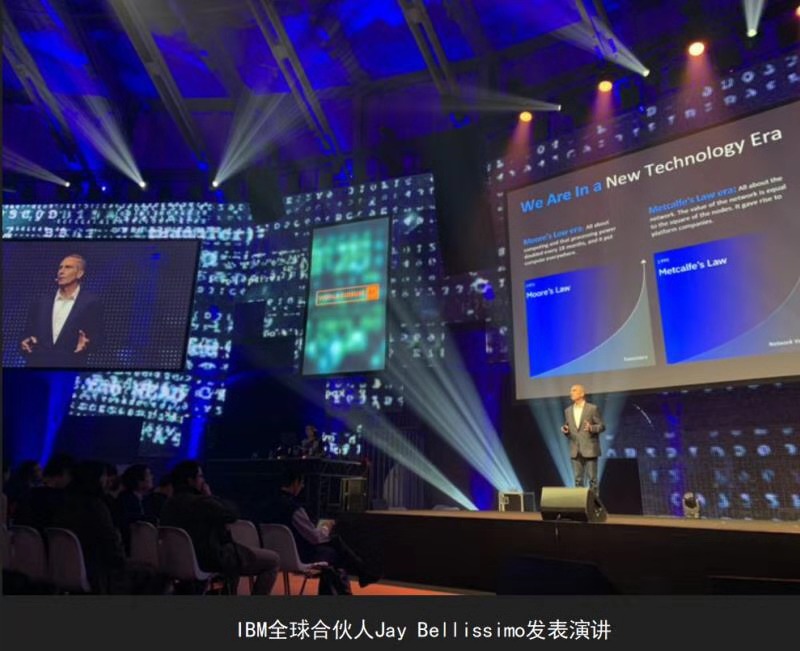 We Are In a New Technology Era
Moore's Law era: All about
computing and that processing power
doubled every 18 months, and it put
compute everywhere.
Metcalfe's Law era: All about the
network. The value of the network is equal
to the square of the nodes. It gave rise to
platform companies.
Moore's Law
Transistors
Metcalfe's Law
Network
IBM全球合伙人Jay Bellissimo发表演讲